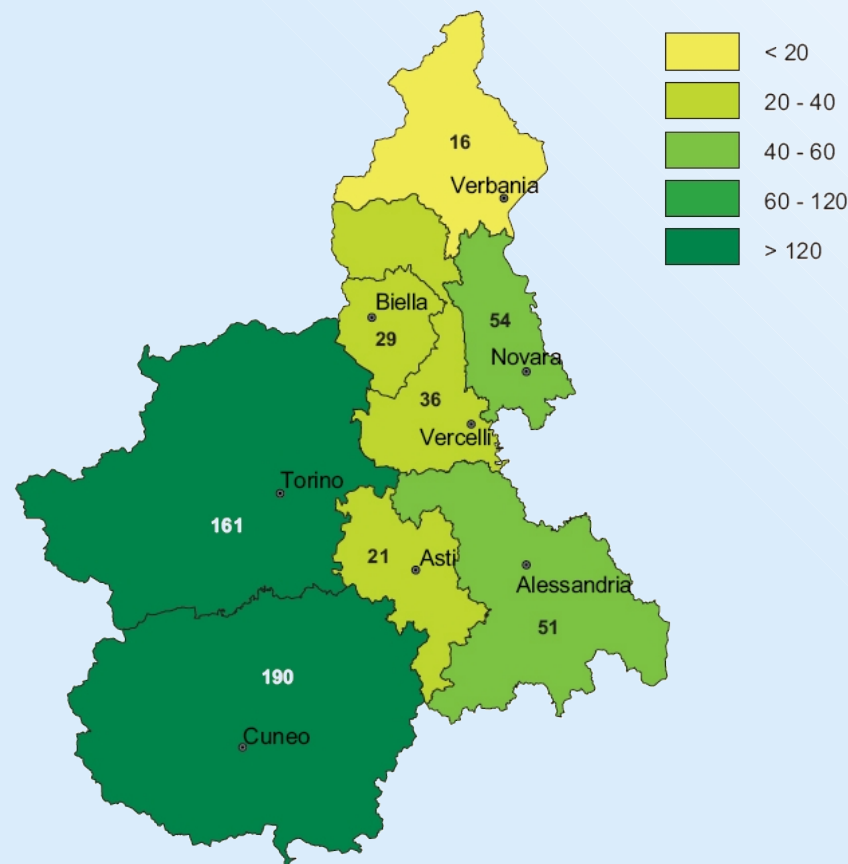 < 20
20 - 40
40 - 60
60 - 120
> 120
16
Verbania
Biella
29
54
Novara
36
Vercelli
Torino
161
21
Asti
Alessandria
51
190
Cuneo